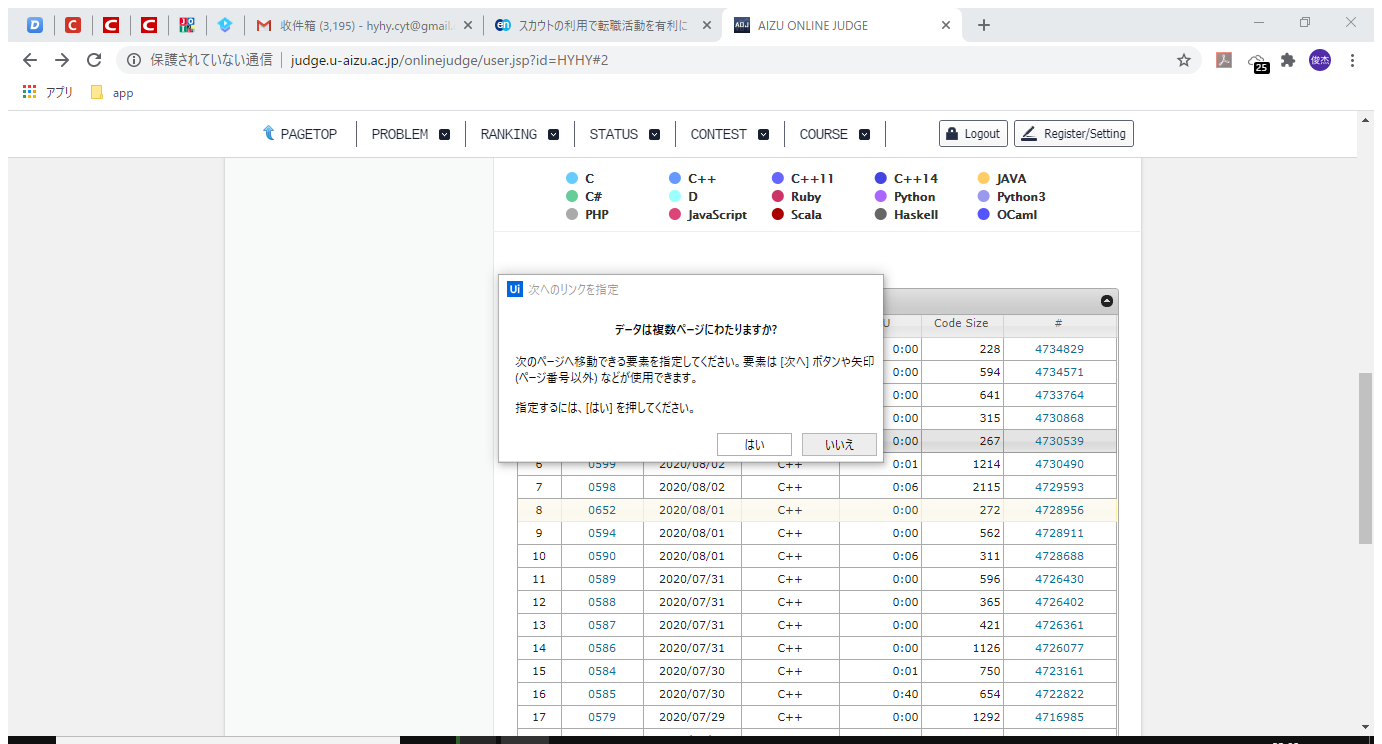 収件箱 (3,195) - hyhy.cyt@gmail.
スカウトの利用で転職活動を有利に
AIZU ONLINE JUDGE
保護されていない通信
judge.u-aizu.ac.jp/onlinejudge/user.jsp?id=HYHY#2
25
俊杰
アプリ
app
PAGETOP PROBLEM RANKING STATUS CONTEST COURSE Logout Register/Setting
C C++ C++11 C++14 JAVA
C# D Ruby Python Python3
PHP JavaScript Scala Haskell OCaml
Ui 次へのリンクを指定
データは複数ページにわたりますか?
次のページへ移動できる要素を指定してください。要素は [次へ] ボタンや矢印
(ページ番号以外) などが使用できます。
指定するには、[はい] を押してください。
はい いいえ
U Code Size #
0:00 228 4734829
0:00 594 4734571
0:00 641 4733764
0:00 315 4730868
0:00 267 4730539
6 0599 2020/08/02 C++ 0:01 1214 4730490
7 0598 2020/08/02 C++ 0:06 2115 4729593
8 0652 2020/08/01 C++ 0:00 272 4728956
9 0594 2020/08/01 C++ 0:00 562 4728911
10 0590 2020/08/01 C++ 0:06 311 4728688
11 0589 2020/07/31 C++ 0:00 596 4726430
12 0588 2020/07/31 C++ 0:00 365 4726402
13 0587 2020/07/31 C++ 0:00 421 4726361
14 0586 2020/07/31 C++ 0:00 1126 4726077
15 0584 2020/07/30 C++ 0:01 750 4723161
16 0585 2020/07/30 C++ 0:40 654 4722822
17 0579 2020/07/29 C++ 0:00 1292 4716985